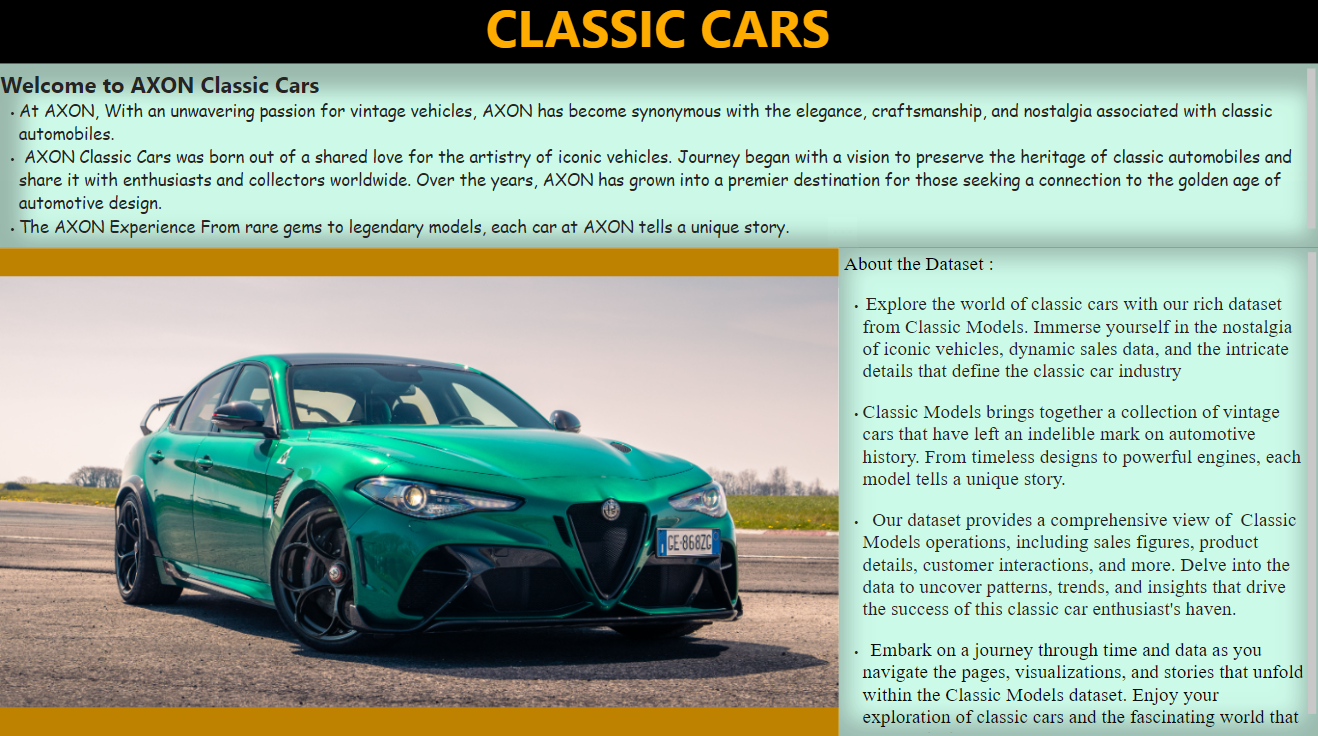 CLASSIC CARS
Welcome to AXON Classic Cars
• At AXON, With an unwavering passion for vintage vehicles, AXON has become synonymous with the elegance, craftsmanship, and nostalgia associated with classic
automobiles.
• AXON Classic Cars was born out of a shared love for the artistry of iconic vehicles. Journey began with a vision to preserve the heritage of classic automobiles and
share it with enthusiasts and collectors worldwide. Over the years, AXON has grown into a premier destination for those seeking a connection to the golden age of
automotive design.
• The AXON Experience From rare gems to legendary models, each car at AXON tells a unique story.
GE·868ZG
About the Dataset :
• Explore the world of classic cars with our rich dataset
from Classic Models. Immerse yourself in the nostalgia
of iconic vehicles, dynamic sales data, and the intricate
details that define the classic car industry
• Classic Models brings together a collection of vintage
cars that have left an indelible mark on automotive
history. From timeless designs to powerful engines, each
model tells a unique story.
• Our dataset provides a comprehensive view of Classic
Models operations, including sales figures, product
details, customer interactions, and more. Delve into the
data to uncover patterns, trends, and insights that drive
the success of this classic car enthusiast's haven.
• Embark on a journey through time and data as you
navigate the pages, visualizations, and stories that unfold
within the Classic Models dataset. Enjoy your
exploration of classic cars and the fascinating world that